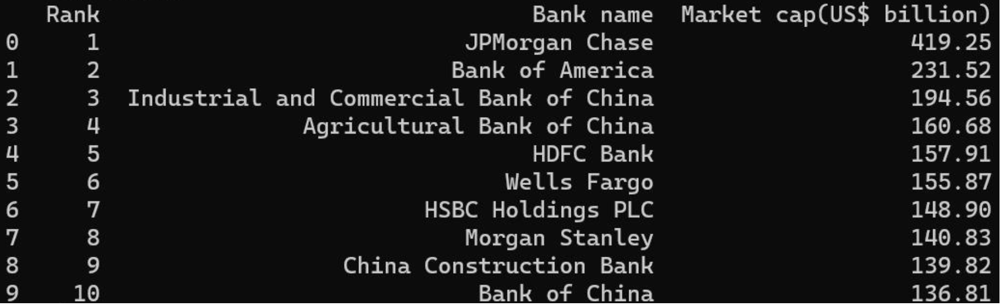 Rank Bank name Market cap(US$ billion)
0 1 JPMorgan Chase 419.25
1 2 Bank of America 231.52
2 3 Industrial and Commercial Bank of China 194.56
3 4 Agricultural Bank of China 160.68
4 5 HDFC Bank 157.91
5 6 Wells Fargo 155.87
6 7 HSBC Holdings PLC 148.90
7 8 Morgan Stanley 140.83
8 9 China Construction Bank 139.82
9 10 Bank of China 136.81